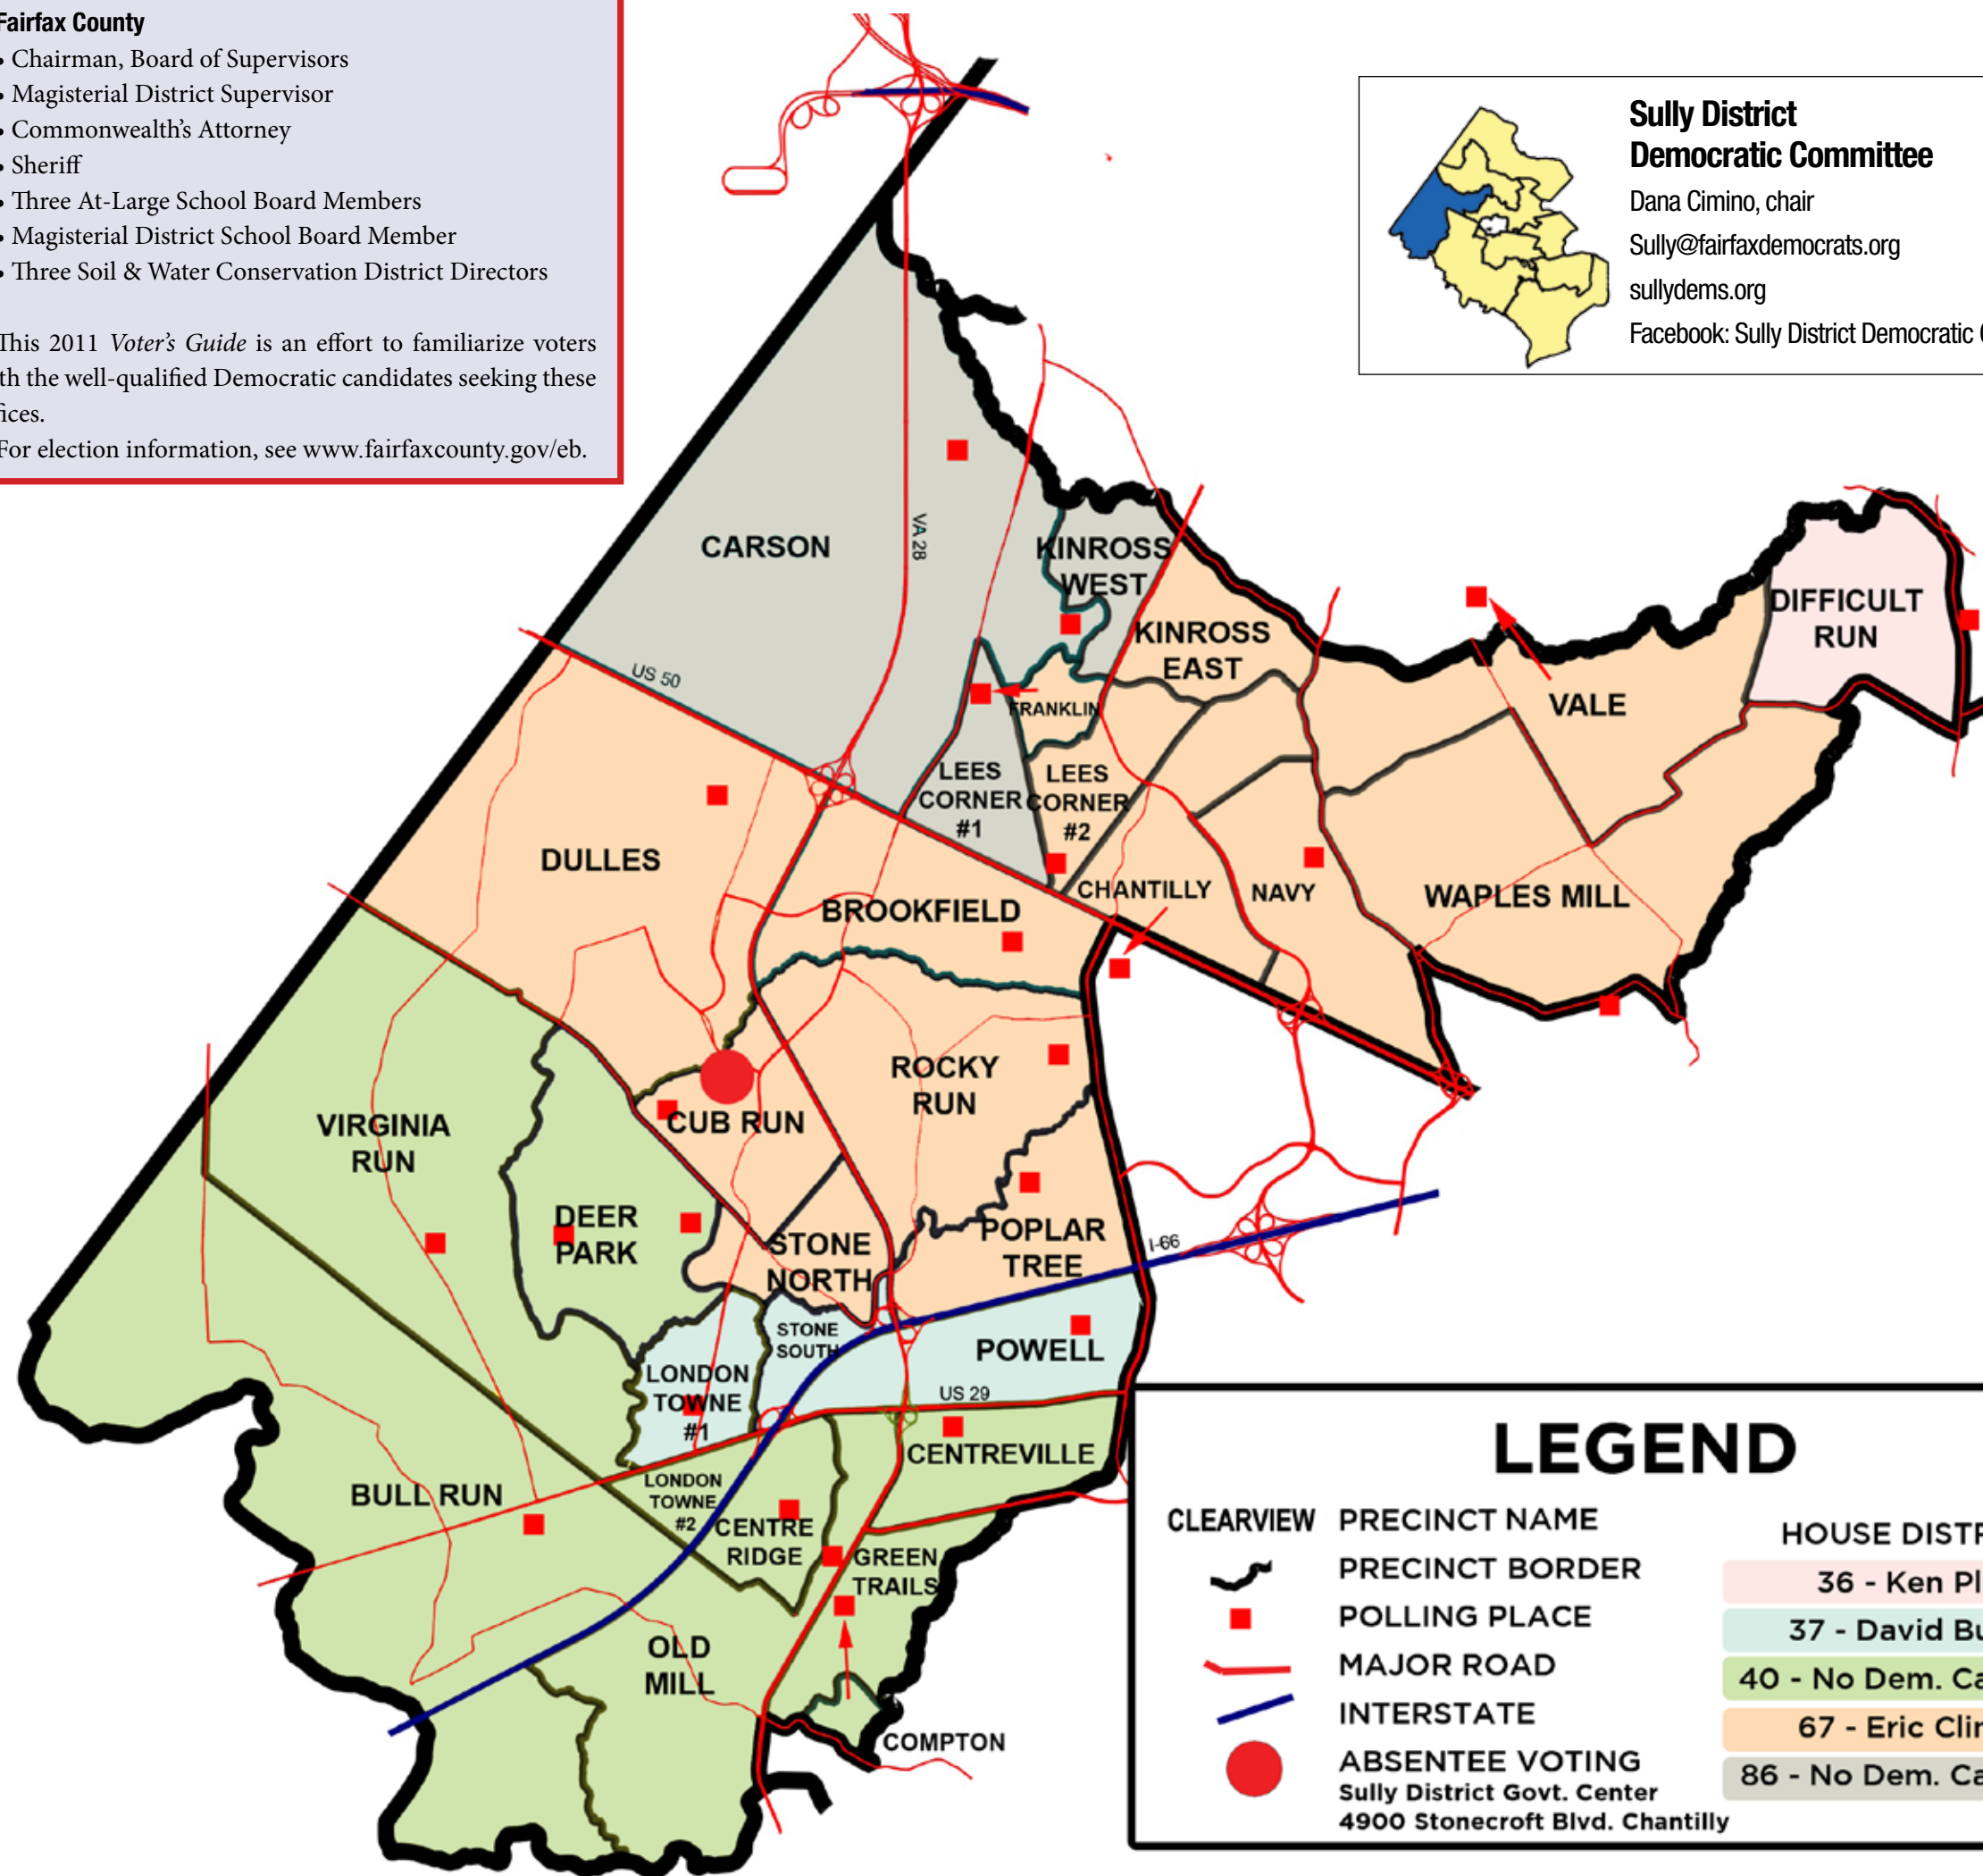 Fairfax County
• Chairman, Board of Supervisors
• Magisterial District Supervisor
• Commonwealth's Attorney
• Sheriff
• Three At-Large School Board Members
• Magisterial District School Board Member
• Three Soil & Water Conservation District Directors
This 2011 Voter's Guide is an effort to familiarize voters
the well-qualified Democratic candidates seeking these
For election information, see www.fairfaxcounty.gov/eb.
Sully District
Democratic Committee
Dana Cimino, chair
Sully@fairfaxdemocrats.org
sullydems.org
Facebook: Sully District Democratic
CARSON
VA 28
KINROSS
WEST
KINROSS
EAST
DIFFICULT
RUN
US 50
VALE
FRANKLIN
LEES
CORNER
#1
LEES
CORNER
#2
DULLES
CHANTILLY
NAVY
WAPLES MILL
BROOKFIELD
ROCKY
RUN
CUB RUN
VIRGINIA
RUN
DEER
PARK
STONE
NORTH
POPLAR
TREE
I-66
STONE
SOUTH
POWELL
LONDON
TOWNE
#1
US 29
CENTREVILLE
BULL RUN
LONDON
TOWNE
#2
CENTRE
RIDGE
GREEN
TRAILS
OLD
MILL
COMPTON
LEGEND
CLEARVIEW PRECINCT NAME
PRECINCT BORDER
POLLING PLACE
MAJOR ROAD
INTERSTATE
ABSENTEE VOTING
Sully District Govt. Center
4900 Stonecroft Blvd. Chantilly
HOUSE
36 - Ken
37 - David
40 - No Dem.
67 - Eric
86 - No Dem.